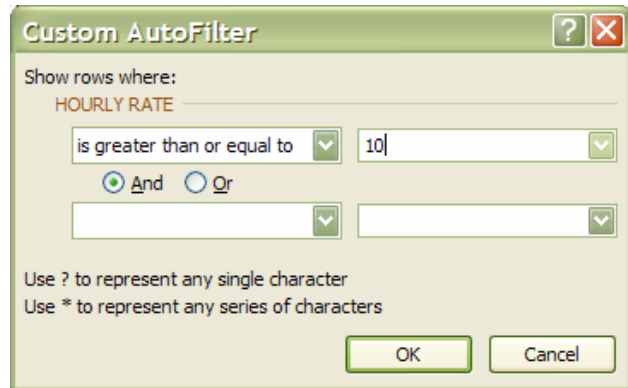 Custom AutoFilter ?
Show rows where:
HOURLY RATE
is greater than or equal to 10
And Or
Use ? to represent any single character
Use * to represent any series of characters
OK Cancel